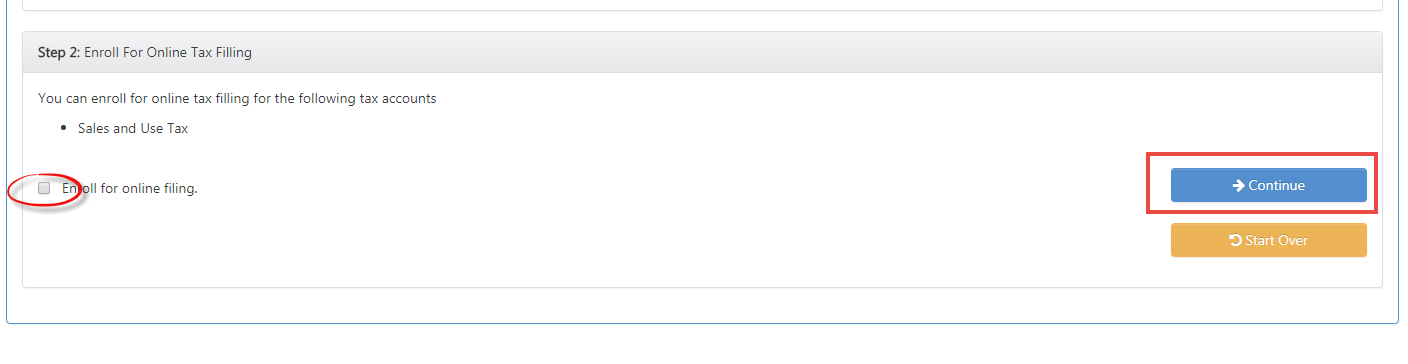 Step 2: Enroll For Online Tax Filling
You can enroll for online tax filling for the following tax accounts
• Sales and Use Tax
Enroll for online filing.
Continue
Start Over